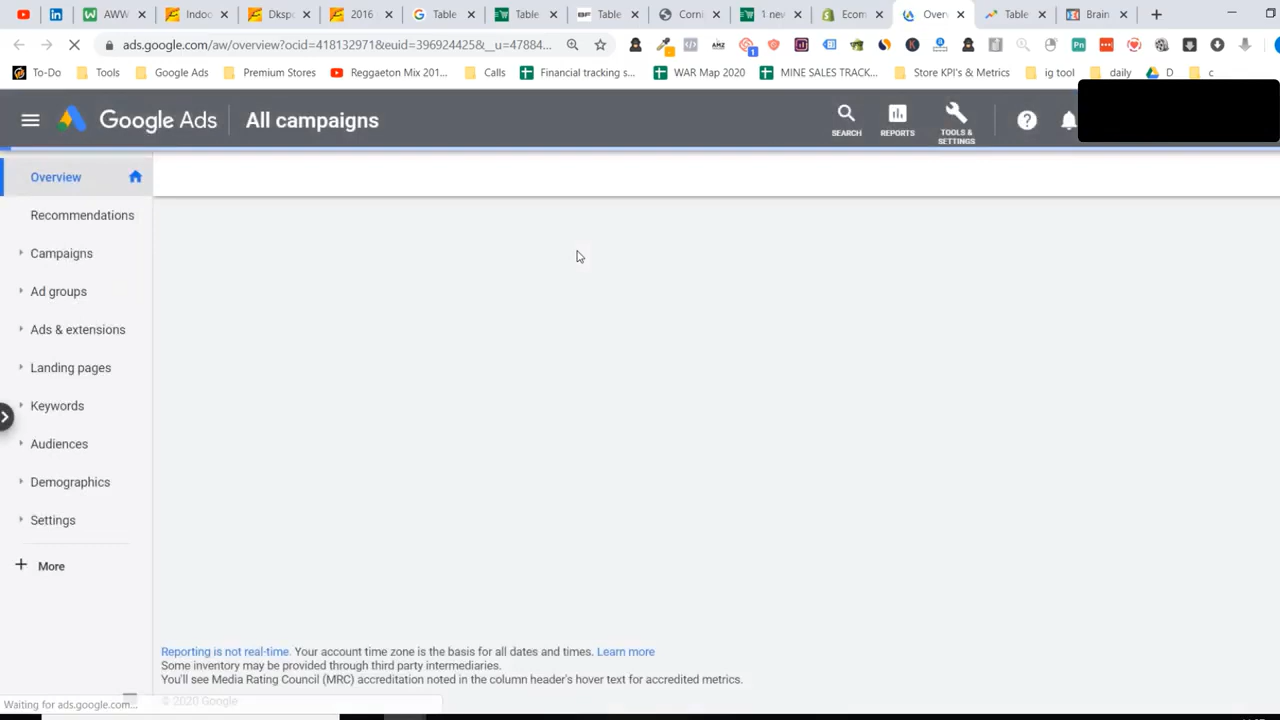 AWW
Indoo
Dksp
2016
Table
Table
Table
Corni
1 nev
Ecom
Over
Table
Brain
ads.google.com/aw/overview?ocid=418132971&euid=396924425&__u=47884...
To-Do
Tools
Google Ads
Premium Stores
Reggaeton Mix 201...
Calls
Financial tracking s...
WAR Map 2020
MINE SALES TRACK...
Store KPI's & Metrics
ig tool
daily
D
c
Google Ads
All campaigns
SEARCH
REPORTS
TOOLS &
SETTINGS
Overview
Recommendations
Campaigns
Ad groups
Ads & extensions
Landing pages
Keywords
Audiences
Demographics
Settings
More
Reporting is not real-time. Your account time zone is the basis for all dates and times. Learn more
Some inventory may be provided through third party intermediaries.
You'll see Media Rating Council (MRC) accreditation noted in the column header's hover text for accredited metrics.
© 2020 Google
Waiting for ads.google.com...